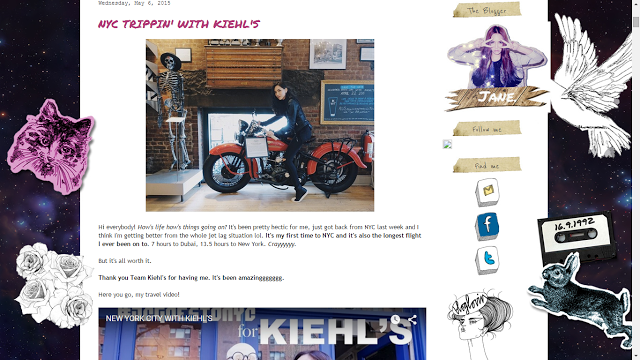 Wednesday, May 6, 2015
NYC TRIPPIN' WITH KIEHL'S
Hi everybody! How's life how's things going on? It's been pretty hectic for me, just got back from NYC last week and I
think I'm getting better from the whole jet lag situation lol. It's my first time to NYC and it's also the longest flight
I ever been on to. 7 hours to Dubai, 13.5 hours to New York. Crayyyyyy.
But it's all worth it.
Thank you Team Kiehl's for having me. It's been amazingggggg.
Here you go, my travel video!
NEW YORK CITY WITH KIEHL'S
for KIEHL'S
The Blogger
JANE
Follow me
Find me
f
t
16.9.1992